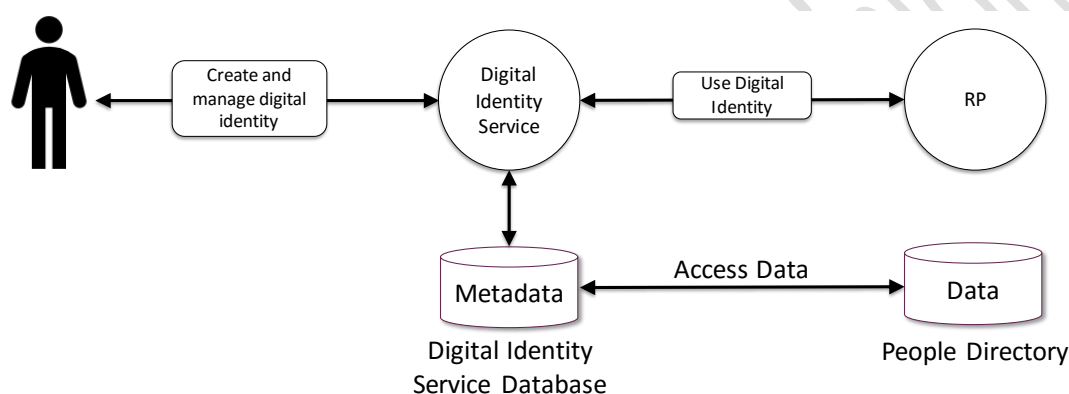 Create and
manage digital
identity
Digital
Identity
Service
Use Digital
Identity
RP
Metadata
Access Data
Data
Digital Identity
Service Database
People Directory